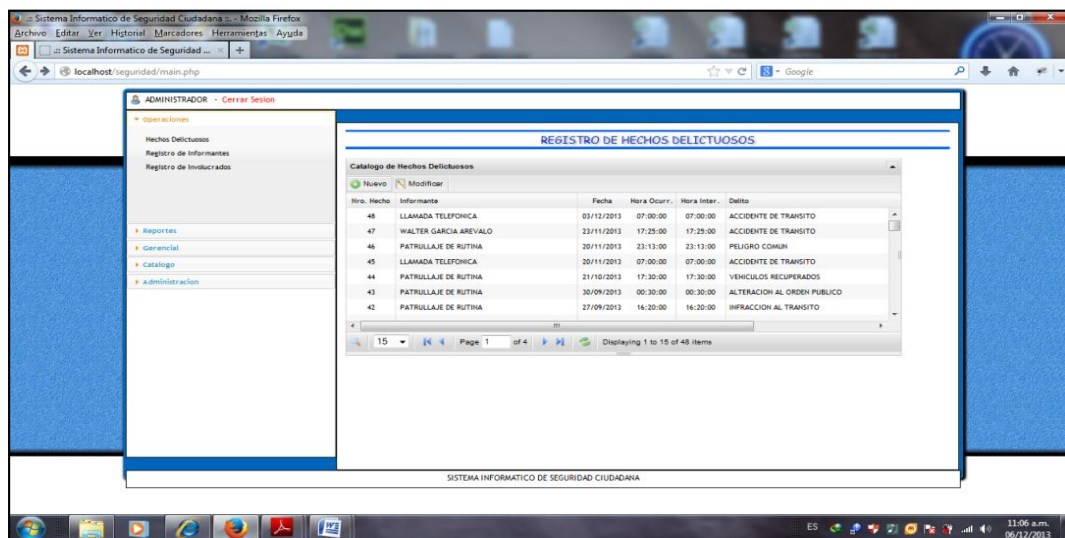 .:: Sistema Informatico de Seguridad Ciudadana ::. - Mozilla Firefox
Archivo Editar Ver Historial Marcadores Herramientas Ayuda
.:: Sistema Informatico de Seguridad ... × +
localhost/seguridad/main.php
Google
ADMINISTRADOR - Cerrar Sesion
Operaciones
Hechos Delictuosos
Registro de Informantes
Registro de Involucrados
Reportes
Gerencial
Catalogo
Administracion
REGISTRO DE HECHOS DELICTUOSOS
Catalogo de Hechos Delictuosos
Nuevo Modificar
Nro. Hecho Informante Fecha Hora Ocurr. Hora Inter. Delito
48 LLAMADA TELEFONICA 03/12/2013 07:00:00 07:00:00 ACCIDENTE DE TRANSITO
47 WALTER GARCIA AREVALO 23/11/2013 17:25:00 17:25:00 ACCIDENTE DE TRANSITO
46 PATRULLAJE DE RUTINA 20/11/2013 23:13:00 23:13:00 PELIGRO COMUN
45 LLAMADA TELEFONICA 20/11/2013 07:00:00 07:00:00 ACCIDENTE DE TRANSITO
44 PATRULLAJE DE RUTINA 21/10/2013 17:30:00 17:30:00 VEHICULOS RECUPERADOS
43 PATRULLAJE DE RUTINA 30/09/2013 00:30:00 00:30:00 ALTERACION AL ORDEN PUBLICO
42 PATRULLAJE DE RUTINA 27/09/2013 16:20:00 16:20:00 INFRACCION AL TRANSITO
15 Page 1 of 4 Displaying 1 to 15 of 48 items
SISTEMA INFORMATICO DE SEGURIDAD CIUDADANA
ES 11:06 a.m.
06/12/2013